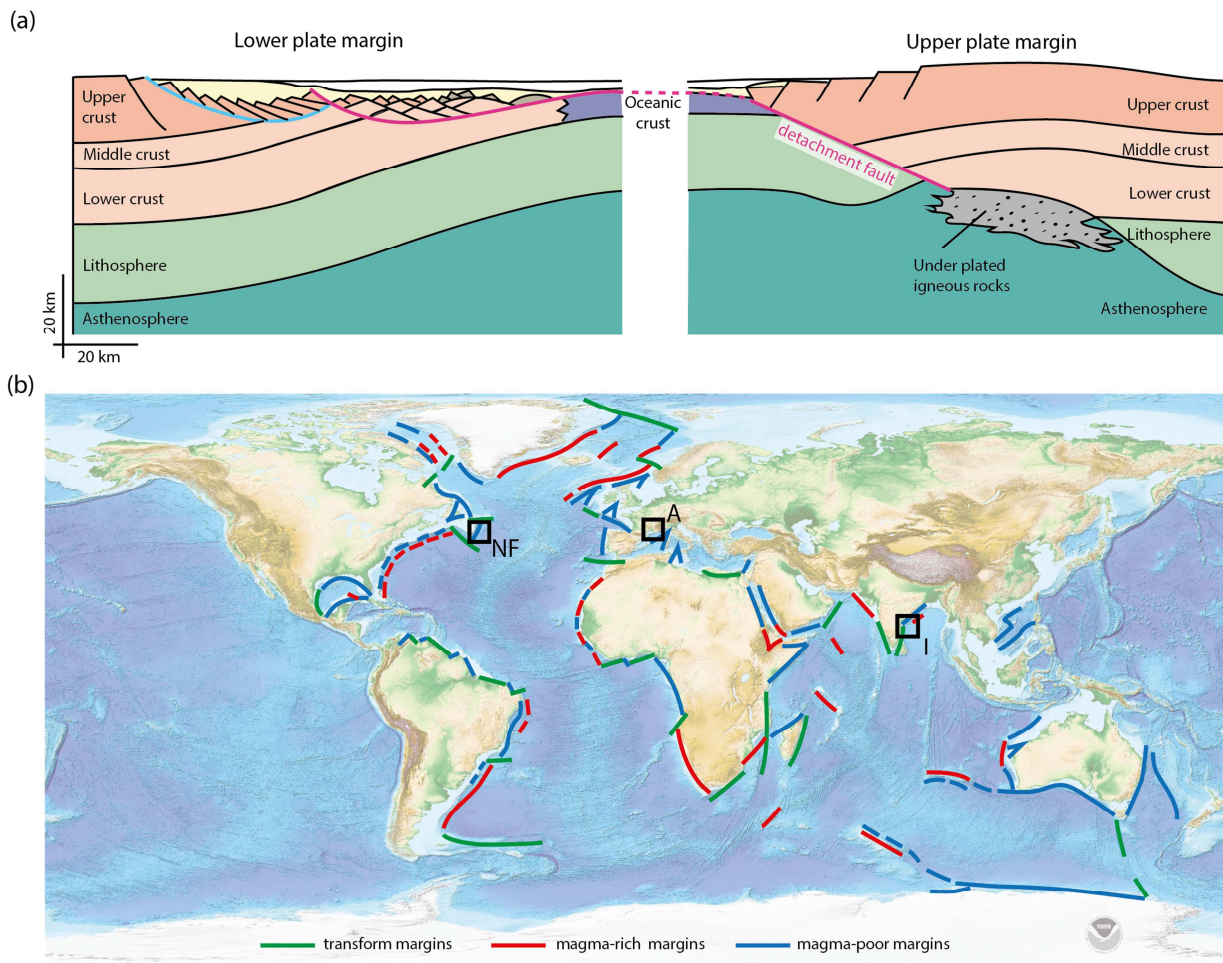 (a)
Lower plate margin
Upper plate margin
Upper
crust
Middle crust
Lower crust
Lithosphere
Asthenosphere
20 km
20 km
Oceanic
crust
detachment fault
Upper crust
Middle crust
Lower crust
Lithosphere
Under plated
igneous rocks
Asthenosphere
(b)
NF
A
I
transform margins
magma-rich margins
magma-poor margins